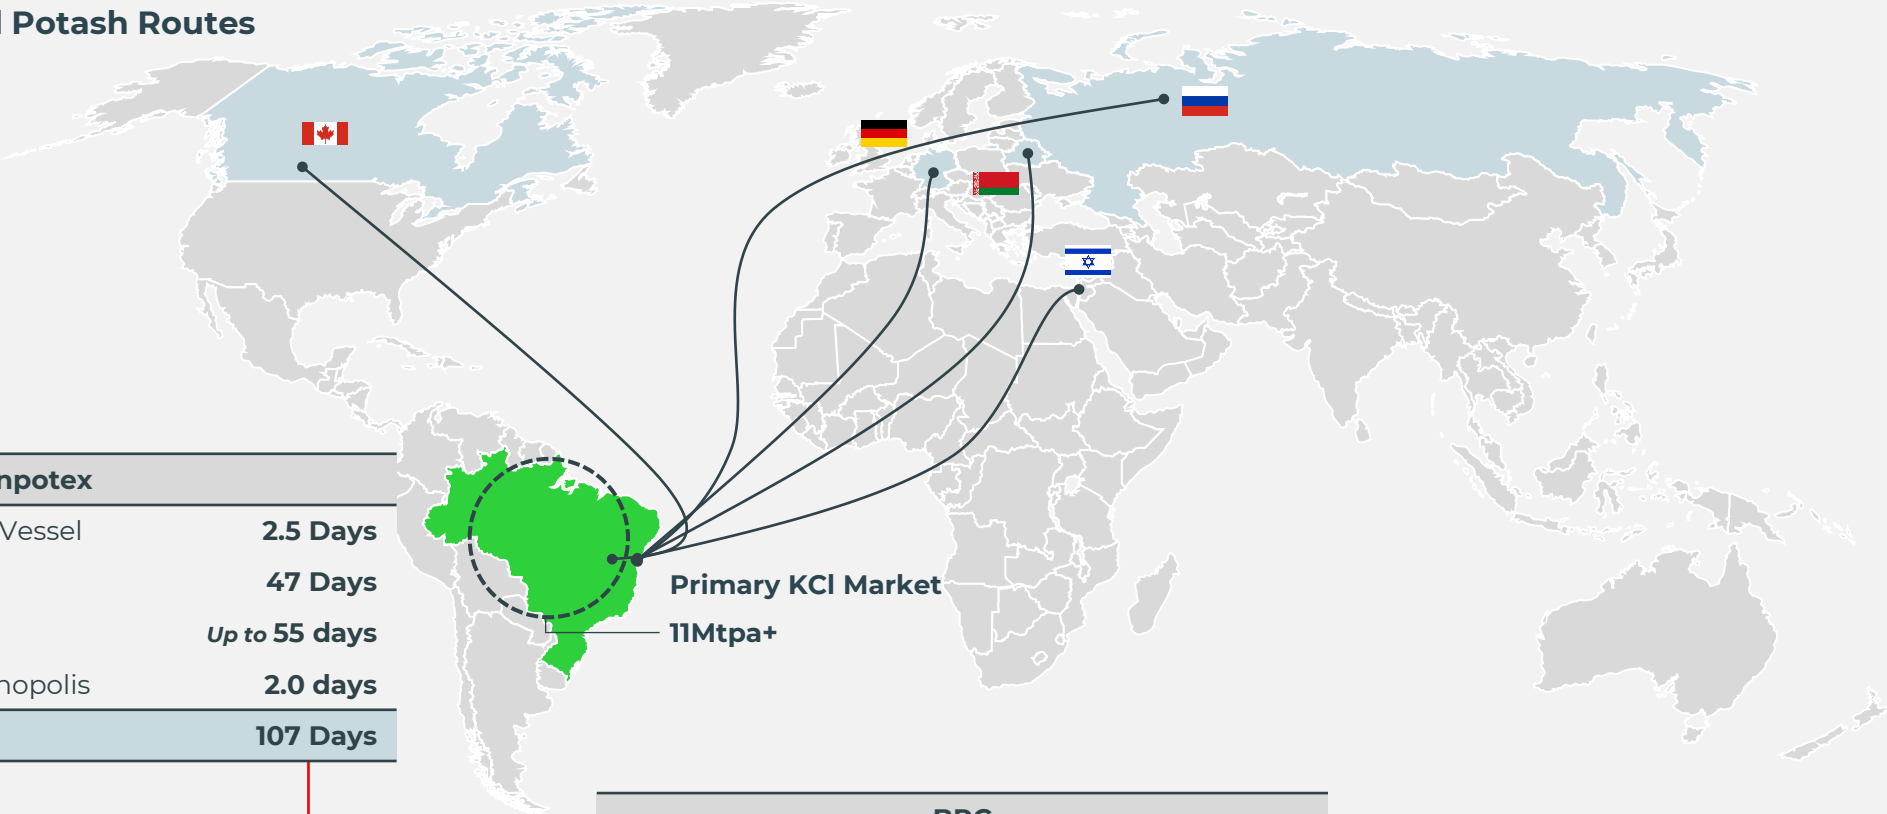 Potash Routes
npotex
Vessel 2.5 Days
47 Days
Up to 55 days
nopolis 2.0 days
107 Days
Primary KCl Market
11Mtpa+